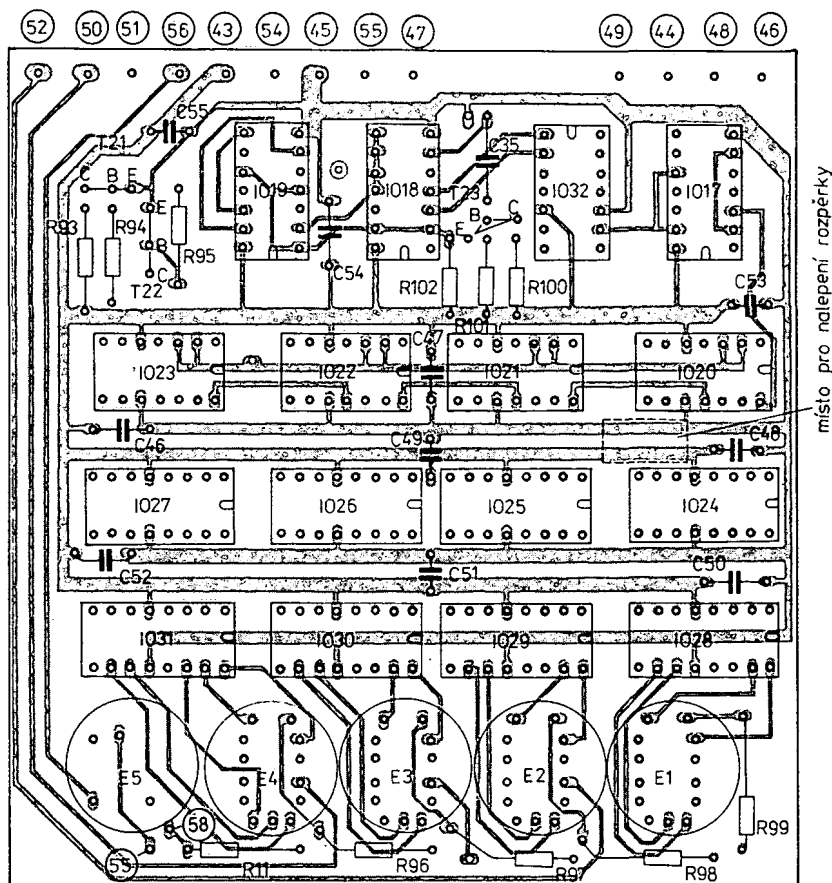 52 50 51 56 43 54 45 55 47 49 44 48 46
C55
T21
C35
IO19 IO18 IO32 IO17
C B E
T23
E
B C
R93 R94 B R95 E
C
T22
C54
R102 R101 R100
C53
C47
IO23 IO22 IO21 IO20
C46 C49 C48
IO27 IO26 IO25 IO24
C52 C51 C50
IO31 IO30 IO29 IO28
E5 E4 E3 E2 E1
58
R99
55 R11 R96 R97 R98
místo pro nalepení rozpěrky